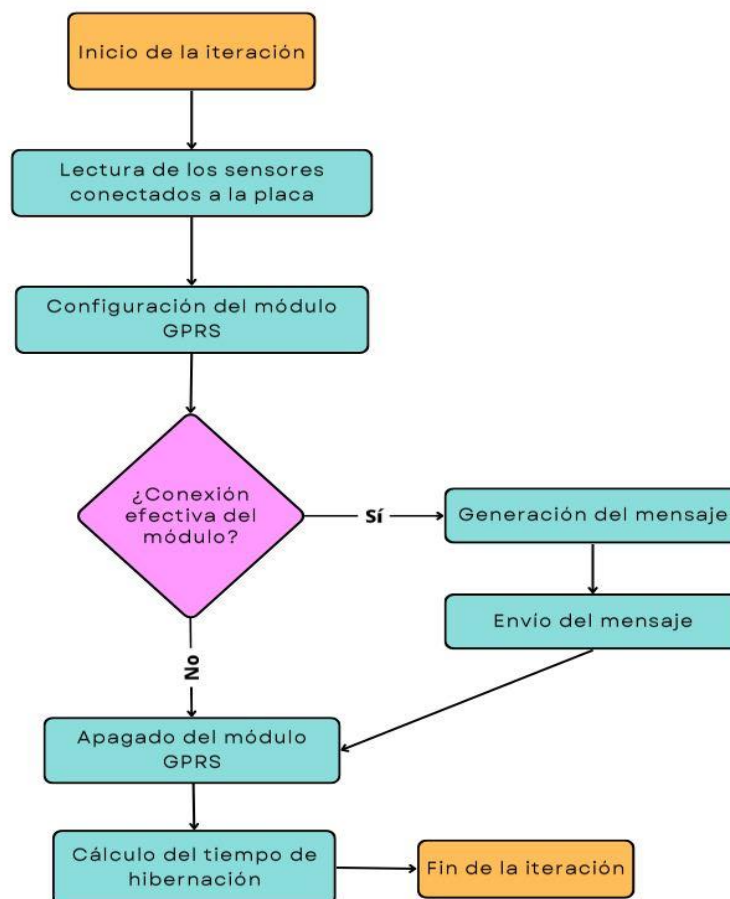 Inicio de la iteración
Lectura de los sensores
conectados a la placa
Configuración del módulo
GPRS
¿Conexión
efectiva del
módulo?
Sí
Generación del mensaje
Envío del mensaje
No
Apagado del módulo
GPRS
Cálculo del tiempo de
hibernación
Fin de la iteración